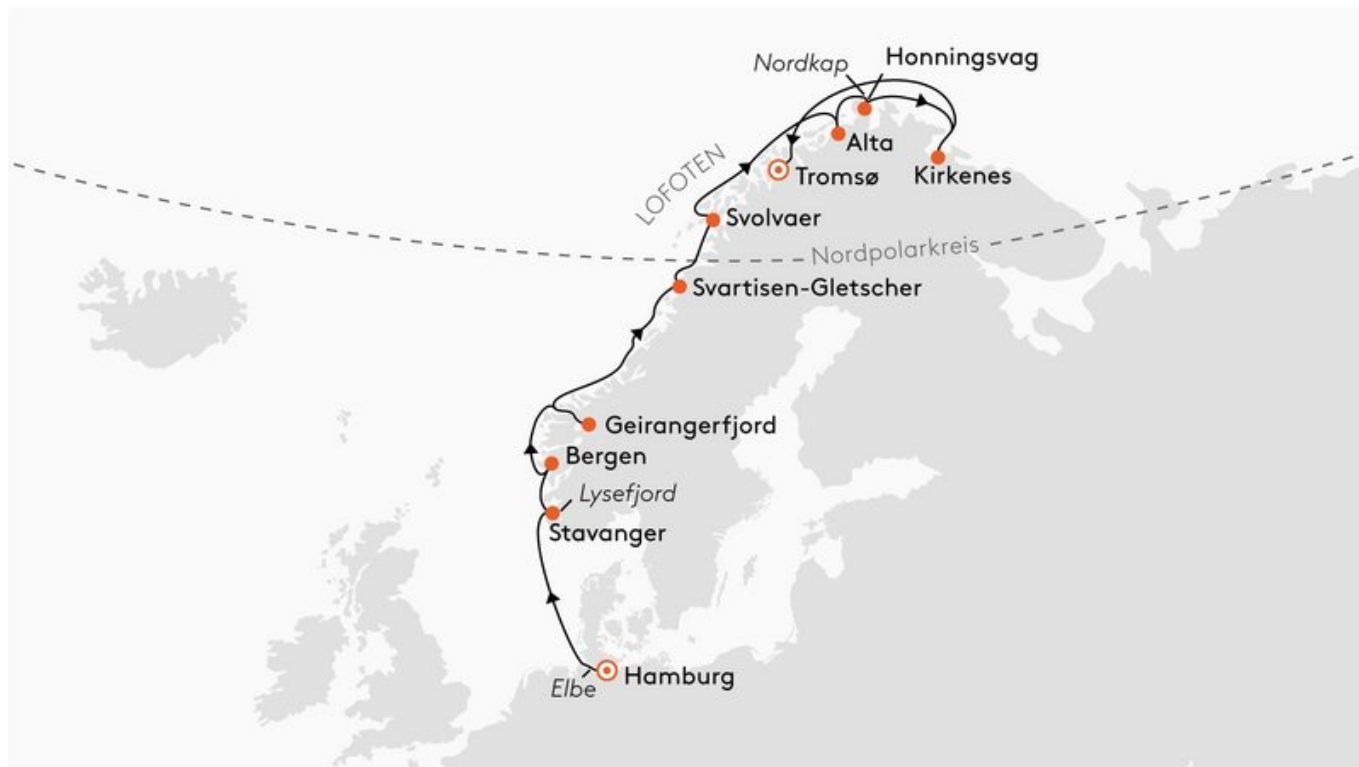 Honningsvag
Nordkap
Alta
Tromsø
Kirkenes
LOFOTEN
Svolvaer
Nordpolarkreis
Svartisen-Gletscher
Geirangerfjord
Bergen
Lysefjord
Stavanger
Hamburg
Elbe